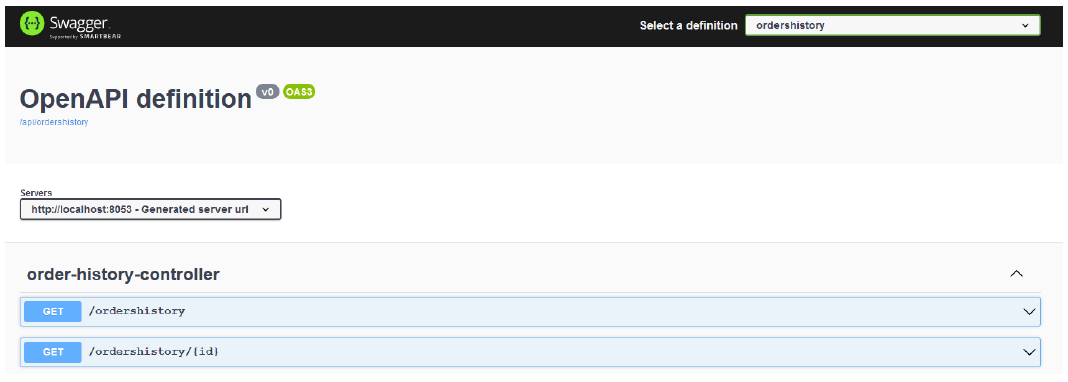 {...} Swagger.
Supported by SMARTBEAR
Select a definition
ordershistory
OpenAPI definition v0 OAS3
/api/ordershistory
Servers
http://localhost:8053 - Generated server url
order-history-controller
GET /ordershistory
GET /ordershistory/{id}